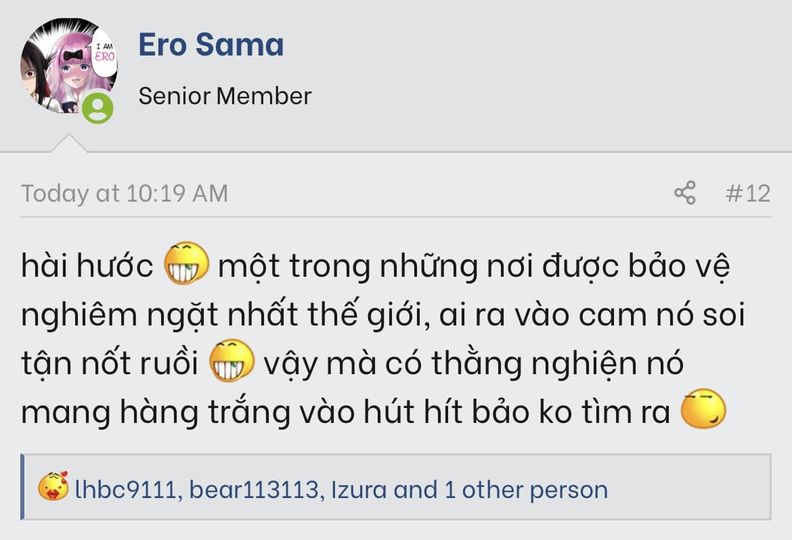 I AM
ERO
Ero Sama
Senior Member
Today at 10:19 AM
#12
hài hước 😁 một trong những nơi được bảo vệ
nghiêm ngặt nhất thế giới, ai ra vào cam nó soi
tận nốt ruồi 😁 vậy mà có thằng nghiện nó
mang hàng trắng vào hút hít bảo ko tìm ra 😏
lhbc9111, bear113113, Izura and 1 other person